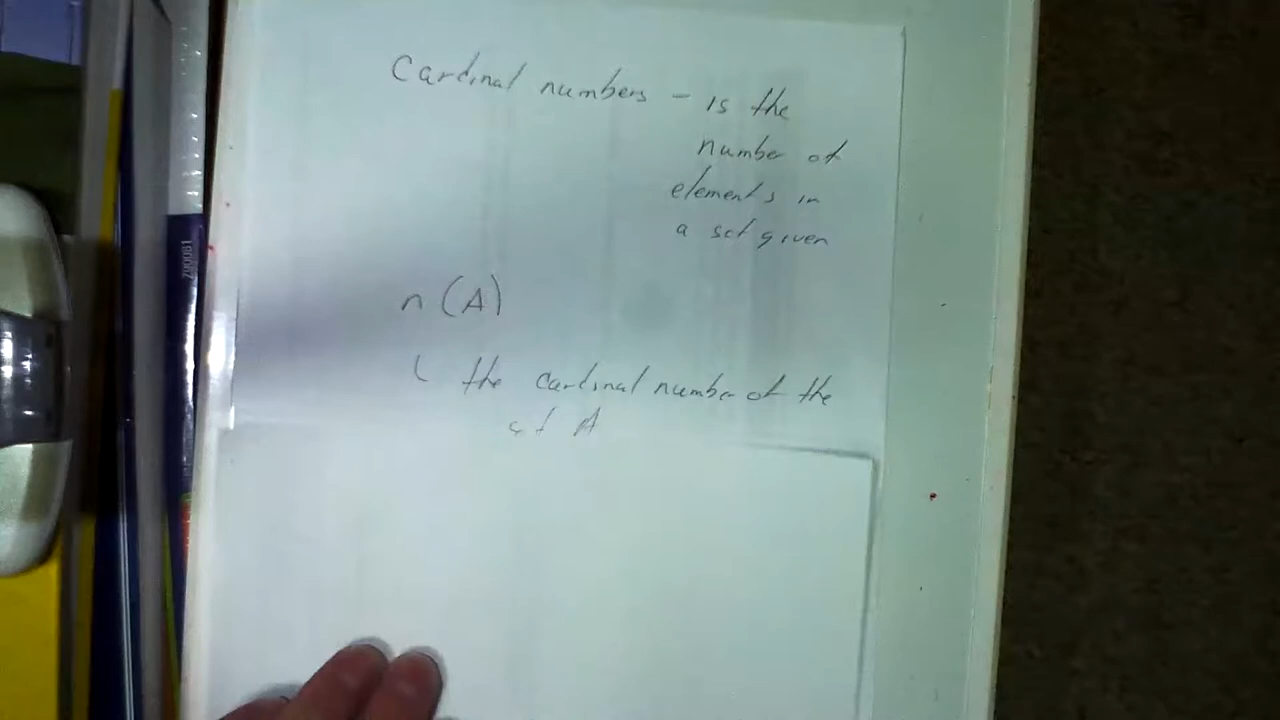 Cardinal numbers - is the
number of
elements in
a set given
n (A)
the cardinal number of the
set A